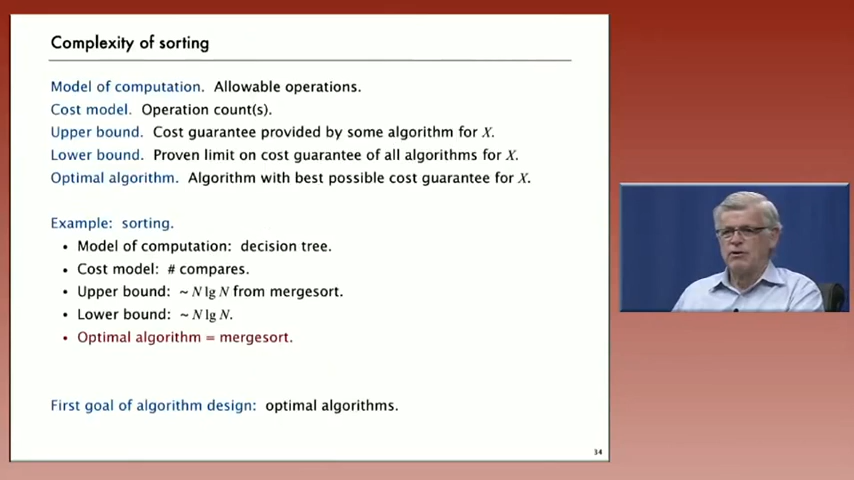 Complexity of sorting
Model of computation. Allowable operations.
Cost model. Operation count(s).
Upper bound. Cost guarantee provided by some algorithm for X.
Lower bound. Proven limit on cost guarantee of all algorithms for X.
Optimal algorithm. Algorithm with best possible cost guarantee for X.
Example: sorting.
• Model of computation: decision tree.
• Cost model: # compares.
• Upper bound: ~ N lg N from mergesort.
• Lower bound: ~ N lg N.
• Optimal algorithm = mergesort.
First goal of algorithm design: optimal algorithms.
34